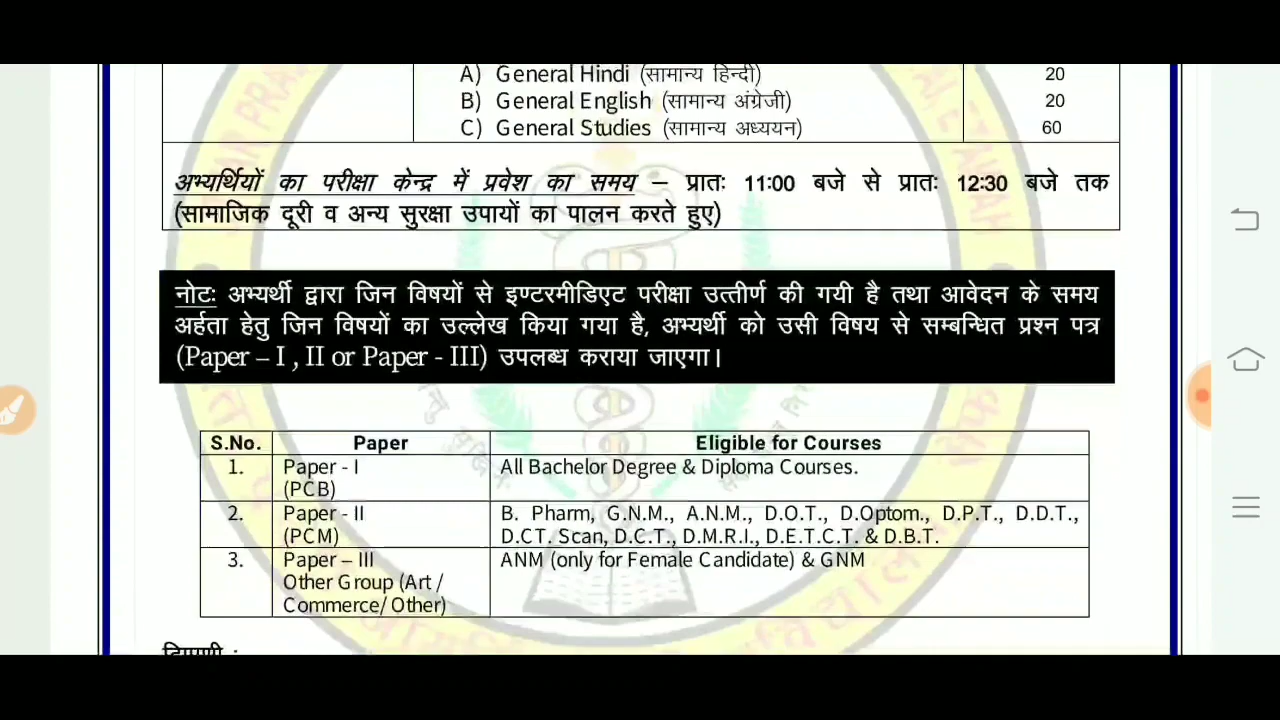 A) General Hindi (सामान्य हिन्दी) 20
B) General English (सामान्य अंग्रेजी) 20
C) General Studies (सामान्य अध्ययन) 60
अभ्यर्थियों का परीक्षा केन्द्र में प्रवेश का समय – प्रातः 11:00 बजे से प्रातः 12:30 बजे तक
(सामाजिक दूरी व अन्य सुरक्षा उपायों का पालन करते हुए)
नोटः अभ्यर्थी द्वारा जिन विषयों से इण्टरमीडिएट परीक्षा उत्तीर्ण की गयी है तथा आवेदन के समय
अर्हता हेतु जिन विषयों का उल्लेख किया गया है, अभ्यर्थी को उसी विषय से सम्बन्धित प्रश्न पत्र
(Paper – I , II or Paper - III) उपलब्ध कराया जाएगा।
S.No. Paper Eligible for Courses
1. Paper - I All Bachelor Degree & Diploma Courses.
(PCB)
2. Paper - II B. Pharm, G.N.M., A.N.M., D.O.T., D.Optom., D.P.T., D.D.T.,
(PCM) D.CT. Scan, D.C.T., D.M.R.I., D.E.T.C.T. & D.B.T.
3. Paper – III ANM (only for Female Candidate) & GNM
Other Group (Art /
Commerce/ Other)
टिप्पणी :